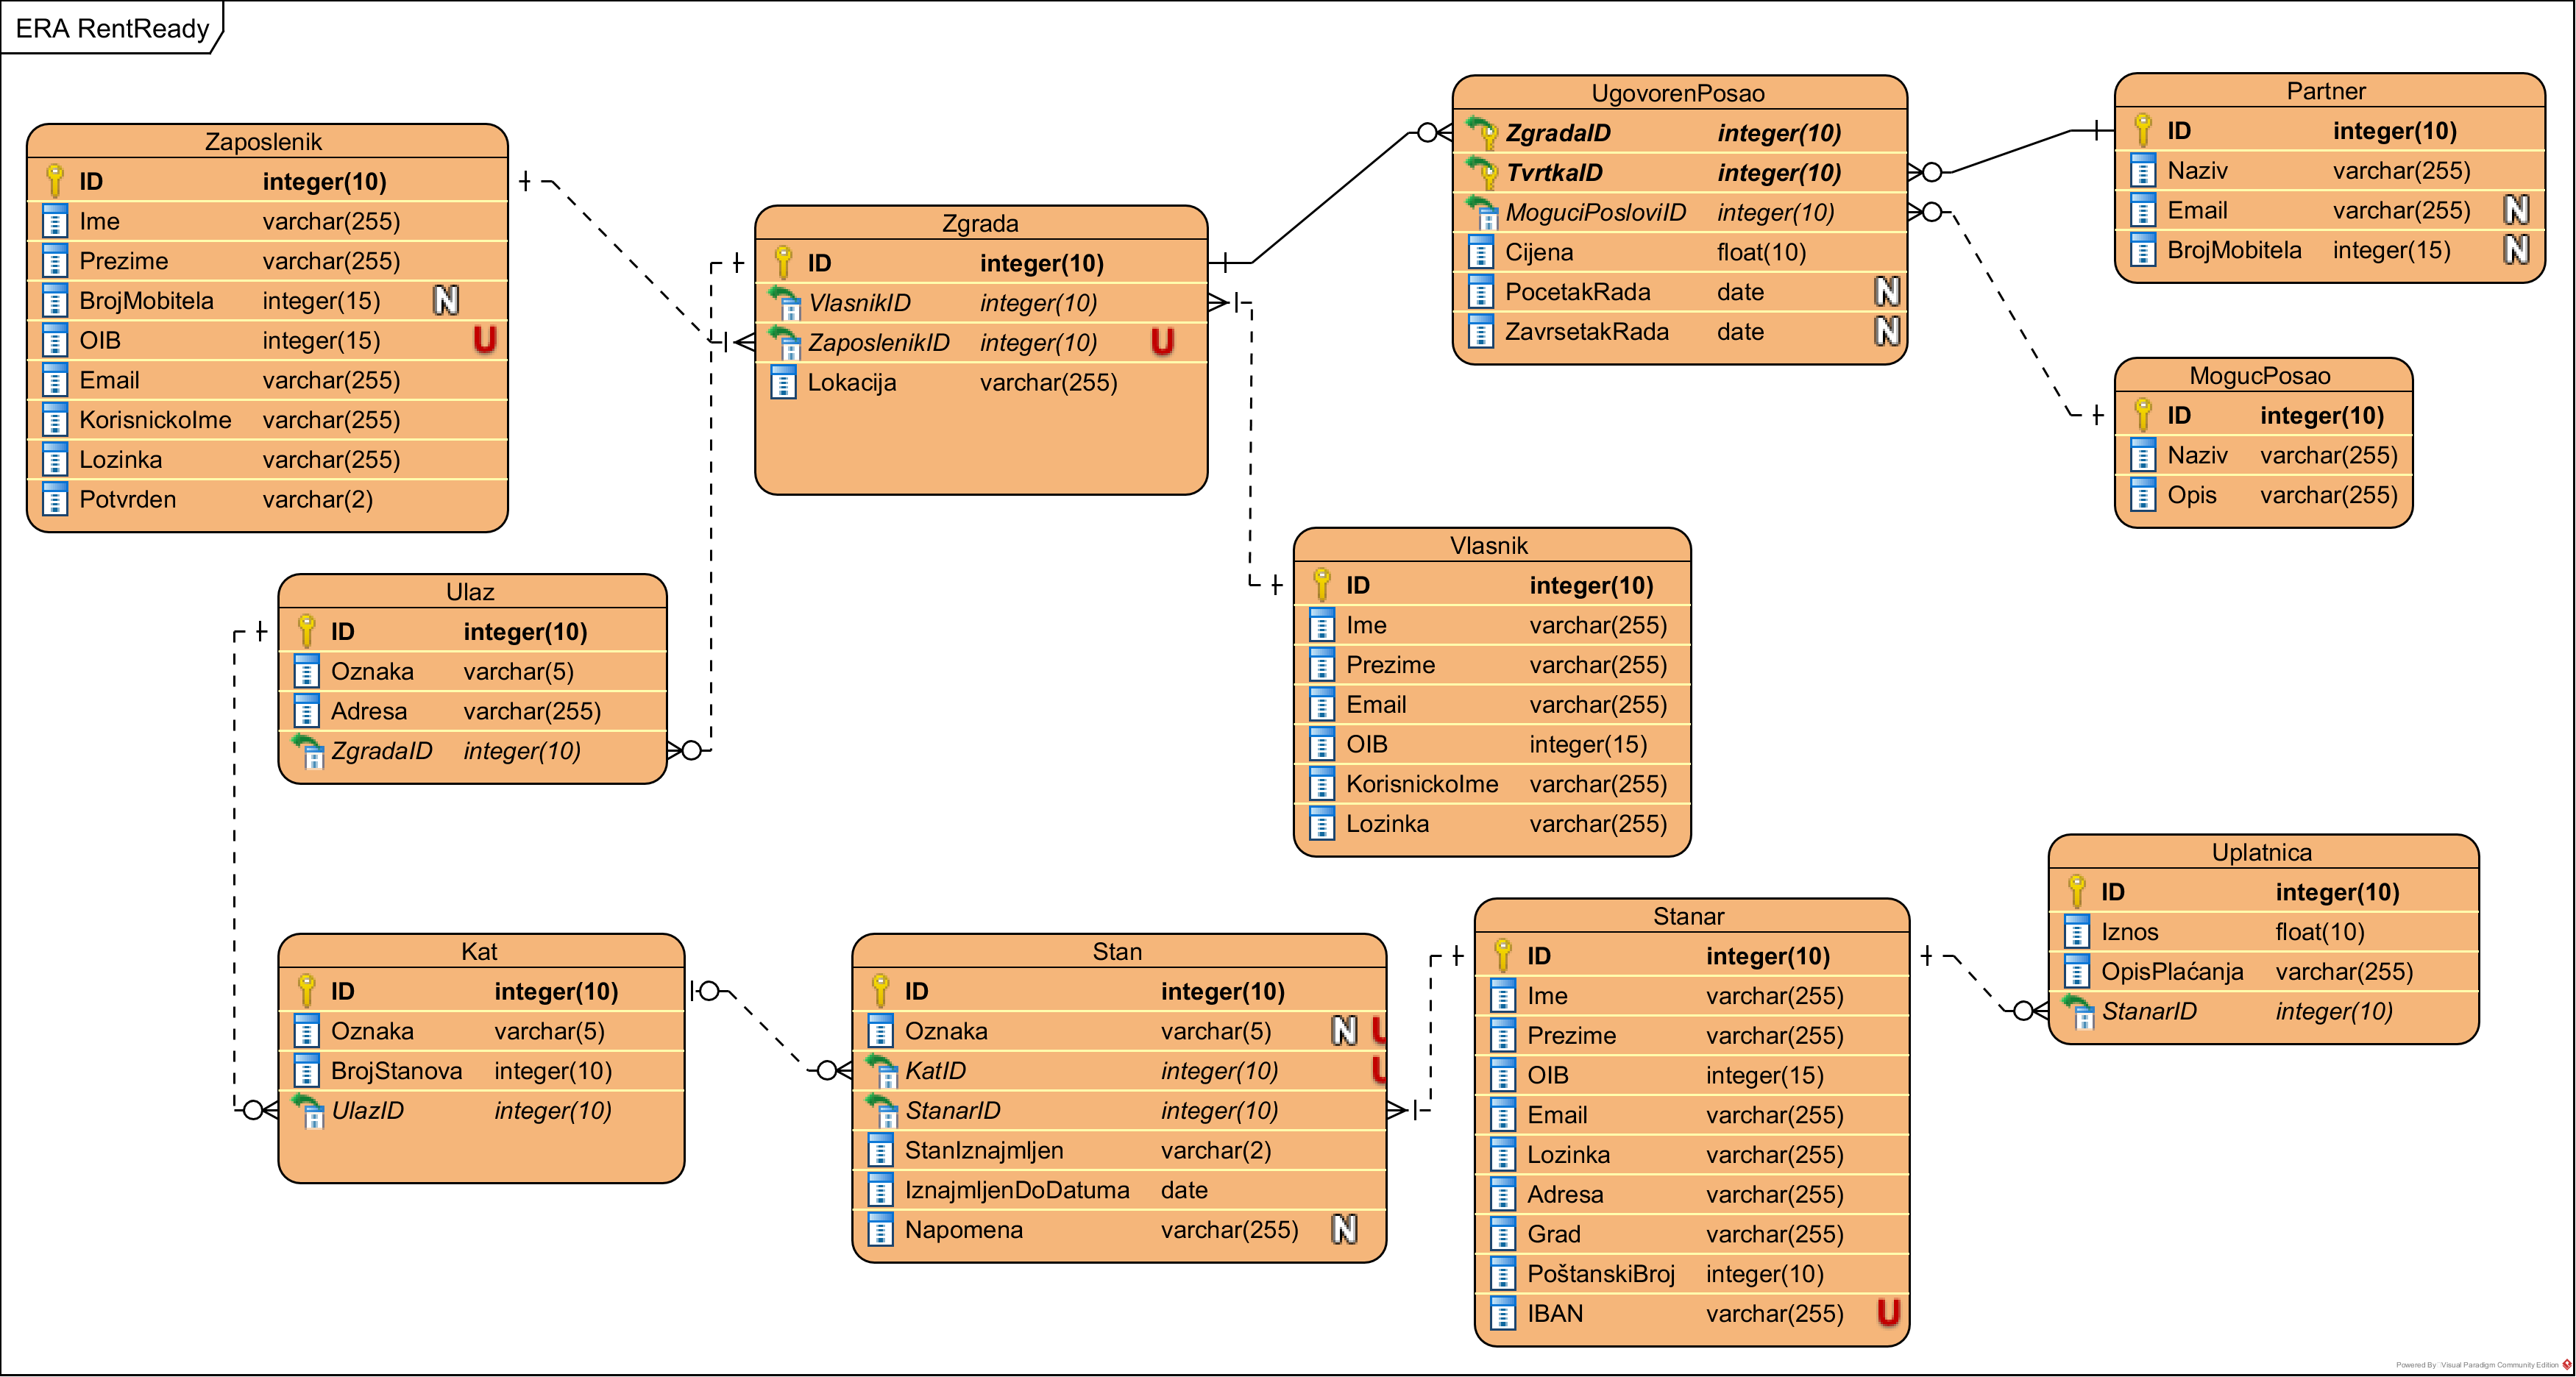 ERA RentReady
Zaposlenik
ID integer(10)
Ime varchar(255)
Prezime varchar(255)
BrojMobitela integer(15) N
OIB integer(15) U
Email varchar(255)
KorisnickoIme varchar(255)
Lozinka varchar(255)
Potvrden varchar(2)
Zgrada
ID integer(10)
VlasnikID integer(10)
ZaposlenikID integer(10) U
Lokacija varchar(255)
UgovorenPosao
ZgradaID integer(10)
TvrtkaID integer(10)
MoguciPosloviID integer(10)
Cijena float(10)
PocetakRada date N
ZavrsetakRada date N
Partner
ID integer(10)
Naziv varchar(255)
Email varchar(255) N
BrojMobitela integer(15) N
MogucPosao
ID integer(10)
Naziv varchar(255)
Opis varchar(255)
Ulaz
ID integer(10)
Oznaka varchar(5)
Adresa varchar(255)
ZgradaID integer(10)
Vlasnik
ID integer(10)
Ime varchar(255)
Prezime varchar(255)
Email varchar(255)
OIB integer(15)
KorisnickoIme varchar(255)
Lozinka varchar(255)
Kat
ID integer(10)
Oznaka varchar(5)
BrojStanova integer(10)
UlazID integer(10)
Stan
ID integer(10)
Oznaka varchar(5) N U
KatID integer(10) U
StanarID integer(10)
StanIznajmljen varchar(2)
IznajmljenDoDatuma date
Napomena varchar(255) N
Stanar
ID integer(10)
Ime varchar(255)
Prezime varchar(255)
OIB integer(15)
Email varchar(255)
Lozinka varchar(255)
Adresa varchar(255)
Grad varchar(255)
PoštanskiBroj integer(10)
IBAN varchar(255) U
Uplatnica
ID integer(10)
Iznos float(10)
OpisPlaćanja varchar(255)
StanarID integer(10)
Powered By Visual Paradigm Community Edition